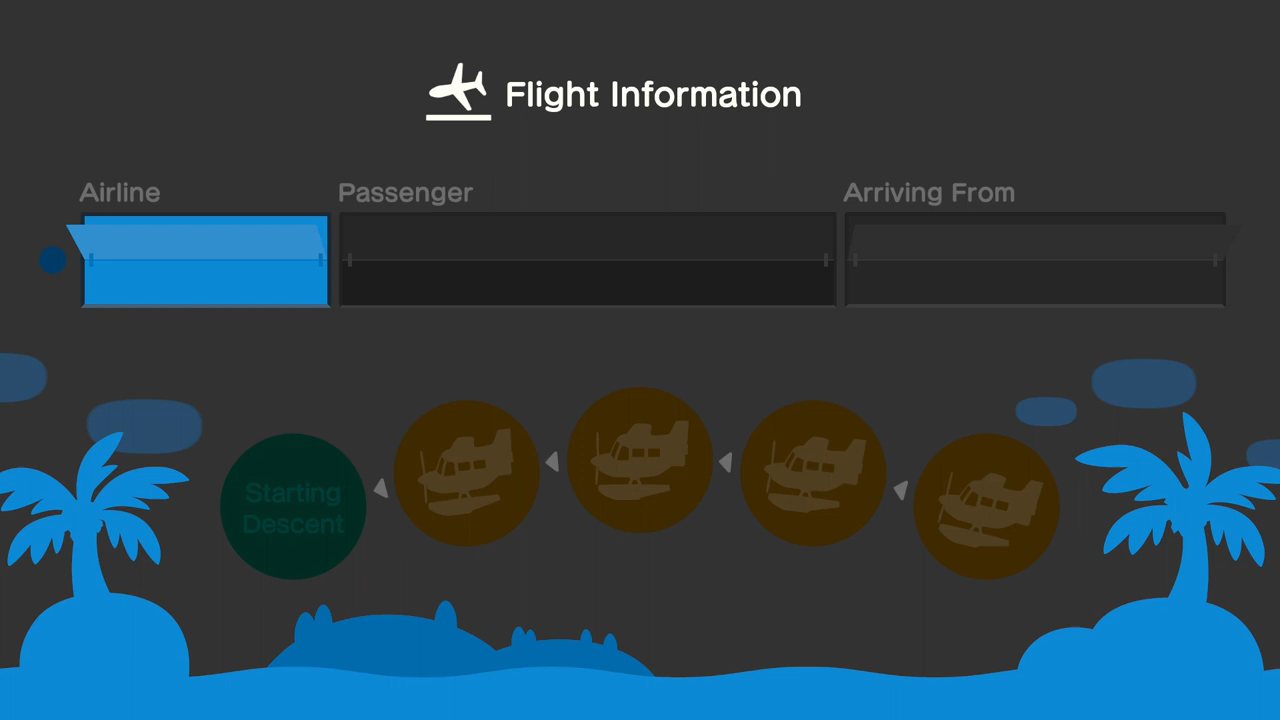 Flight Information
Airline
Passenger
Arriving From
Starting
Descent